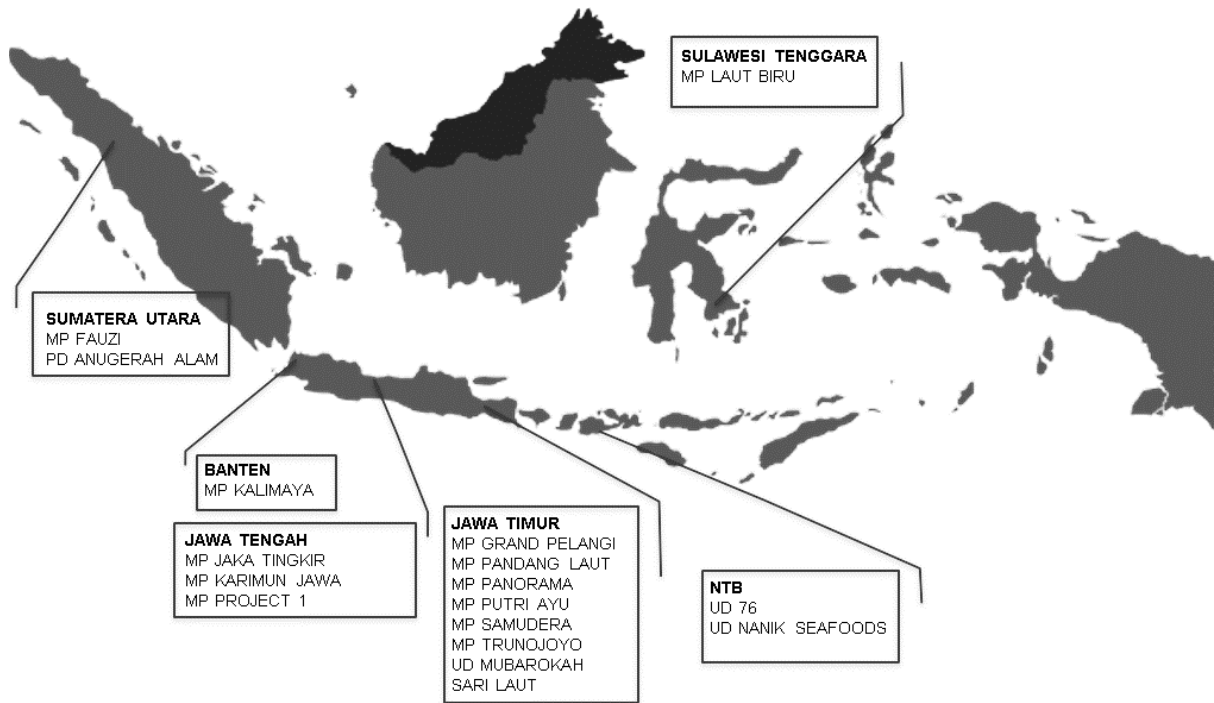 SULAWESI TENGGARA
MP LAUT BIRU
SUMATERA UTARA
MP FAUZI
PD ANUGERAH ALAM
BANTEN
MP KALIMAYA
JAWA TENGAH
MP JAKA TINGKIR
MP KARIMUN JAWA
MP PROJECT 1
JAWA TIMUR
MP GRAND PELANGI
MP PANDANG LAUT
MP PANORAMA
MP PUTRI AYU
MP SAMUDERA
MP TRUNOJOYO
UD MUBAROKAH
SARI LAUT
NTB
UD 76
UD NANIK SEAFOODS